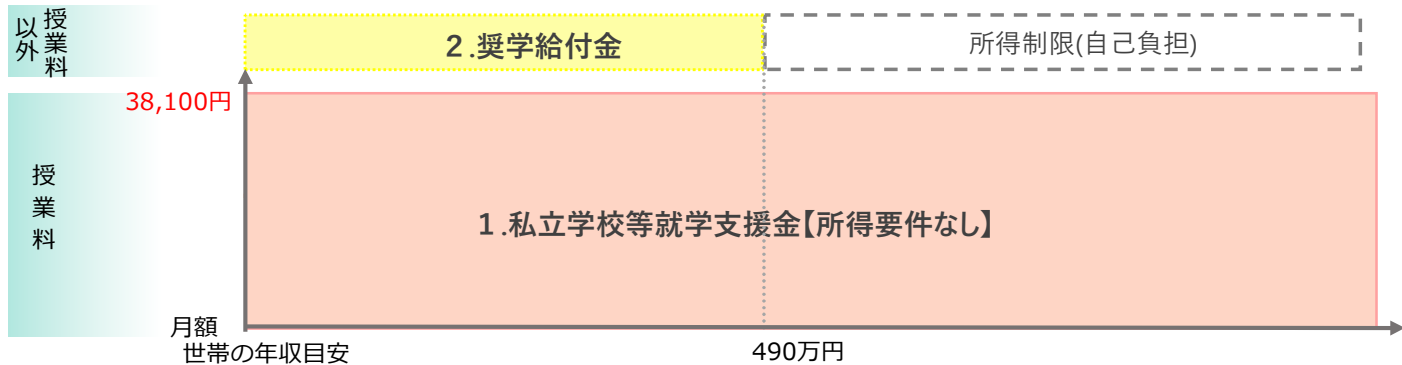 授業料
以外
２.奨学給付金
所得制限(自己負担)
38,100円
授業料
１.私立学校等就学支援金【所得要件なし】
月額
世帯の年収目安
490万円